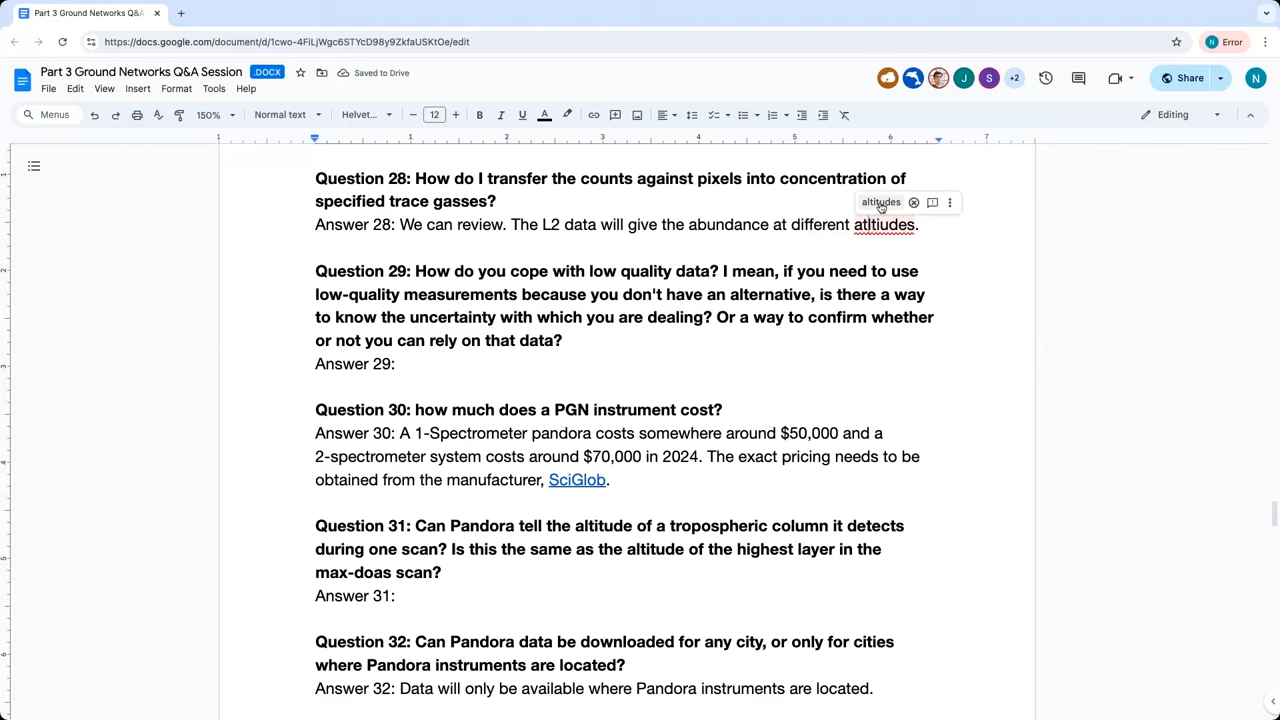 Part 3 Ground Networks Q&A
https://docs.google.com/document/d/1cwo-4FiLjWgc6STYcD98y9ZkfaUSKtOe/edit
N Error
Part 3 Ground Networks Q&A Session .DOCX Saved to Drive
File Edit View Insert Format Tools Help
J S +2 Share N
Menus 150% Normal text Helvet... 12 B I U A Editing
1 1 2 3 4 5 6 7
Question 28: How do I transfer the counts against pixels into concentration of
specified trace gasses?
altitudes
Answer 28: We can review. The L2 data will give the abundance at different atltiudes.
Question 29: How do you cope with low quality data? I mean, if you need to use
low-quality measurements because you don't have an alternative, is there a way
to know the uncertainty with which you are dealing? Or a way to confirm whether
or not you can rely on that data?
Answer 29:
Question 30: how much does a PGN instrument cost?
Answer 30: A 1-Spectrometer pandora costs somewhere around $50,000 and a
2-spectrometer system costs around $70,000 in 2024. The exact pricing needs to be
obtained from the manufacturer, SciGlob.
Question 31: Can Pandora tell the altitude of a tropospheric column it detects
during one scan? Is this the same as the altitude of the highest layer in the
max-doas scan?
Answer 31:
Question 32: Can Pandora data be downloaded for any city, or only for cities
where Pandora instruments are located?
Answer 32: Data will only be available where Pandora instruments are located.